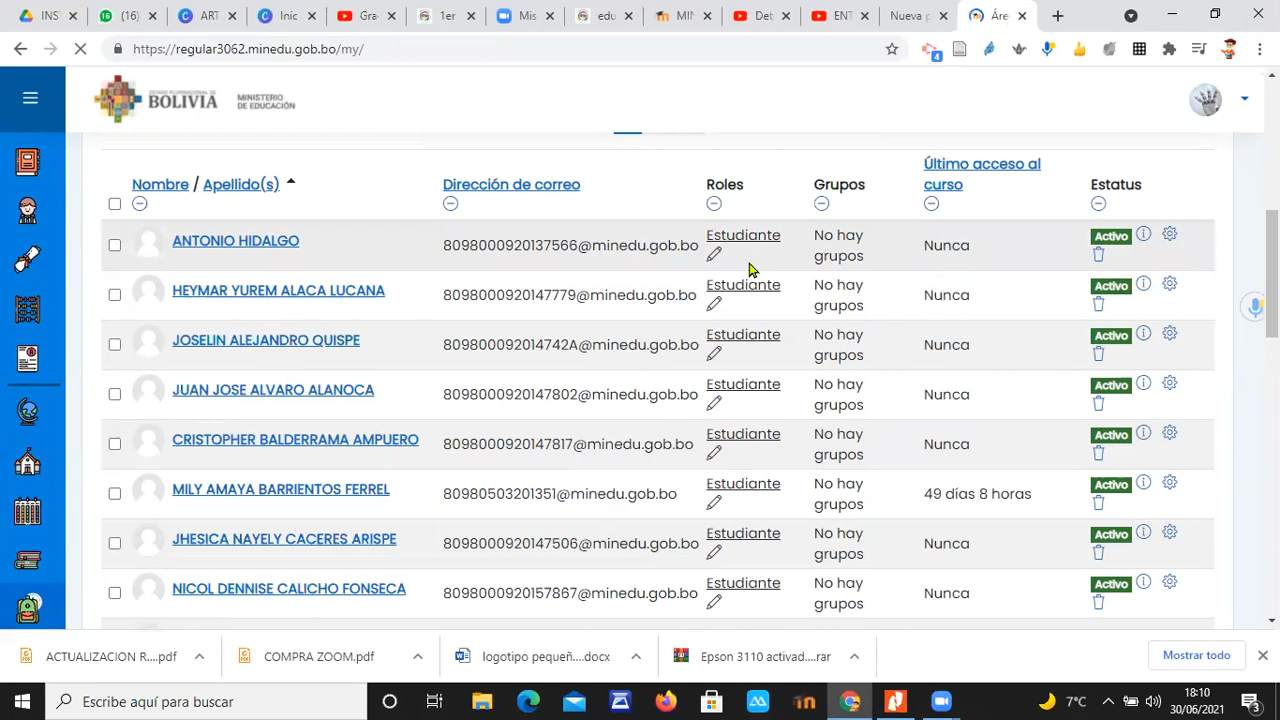 INS
16
(16)
ART
Inic
Gra
1er
Mi
edu
MIN
Det
ENT
Nueva p
Áre
https://regular3062.minedu.gob.bo/my/
4
ESTADO PLURINACIONAL DE
BOLIVIA
MINISTERIO
DE EDUCACIÓN
Nombre / Apellido(s)
Dirección de correo
Roles
Grupos
Último acceso al
curso
Estatus
ANTONIO HIDALGO
8098000920137566@minedu.gob.bo
Estudiante
No hay
grupos
Nunca
Activo
HEYMAR YUREM ALACA LUCANA
8098000920147779@minedu.gob.bo
Estudiante
No hay
grupos
Nunca
Activo
JOSELIN ALEJANDRO QUISPE
809800092014742A@minedu.gob.bo
Estudiante
No hay
grupos
Nunca
Activo
JUAN JOSE ALVARO ALANOCA
8098000920147802@minedu.gob.bo
Estudiante
No hay
grupos
Nunca
Activo
CRISTOPHER BALDERRAMA AMPUERO
8098000920147817@minedu.gob.bo
Estudiante
No hay
grupos
Nunca
Activo
MILY AMAYA BARRIENTOS FERREL
80980503201351@minedu.gob.bo
Estudiante
No hay
grupos
49 días 8 horas
Activo
JHESICA NAYELY CACERES ARISPE
8098000920147506@minedu.gob.bo
Estudiante
No hay
grupos
Nunca
Activo
NICOL DENNISE CALICHO FONSECA
8098000920157867@minedu.gob.bo
Estudiante
No hay
grupos
Nunca
Activo
ACTUALIZACION R....pdf
COMPRA ZOOM.pdf
logotipo pequeñ....docx
Epson 3110 activad....rar
Mostrar todo
Escribe aquí para buscar
7°C
18:10
30/06/2021
3